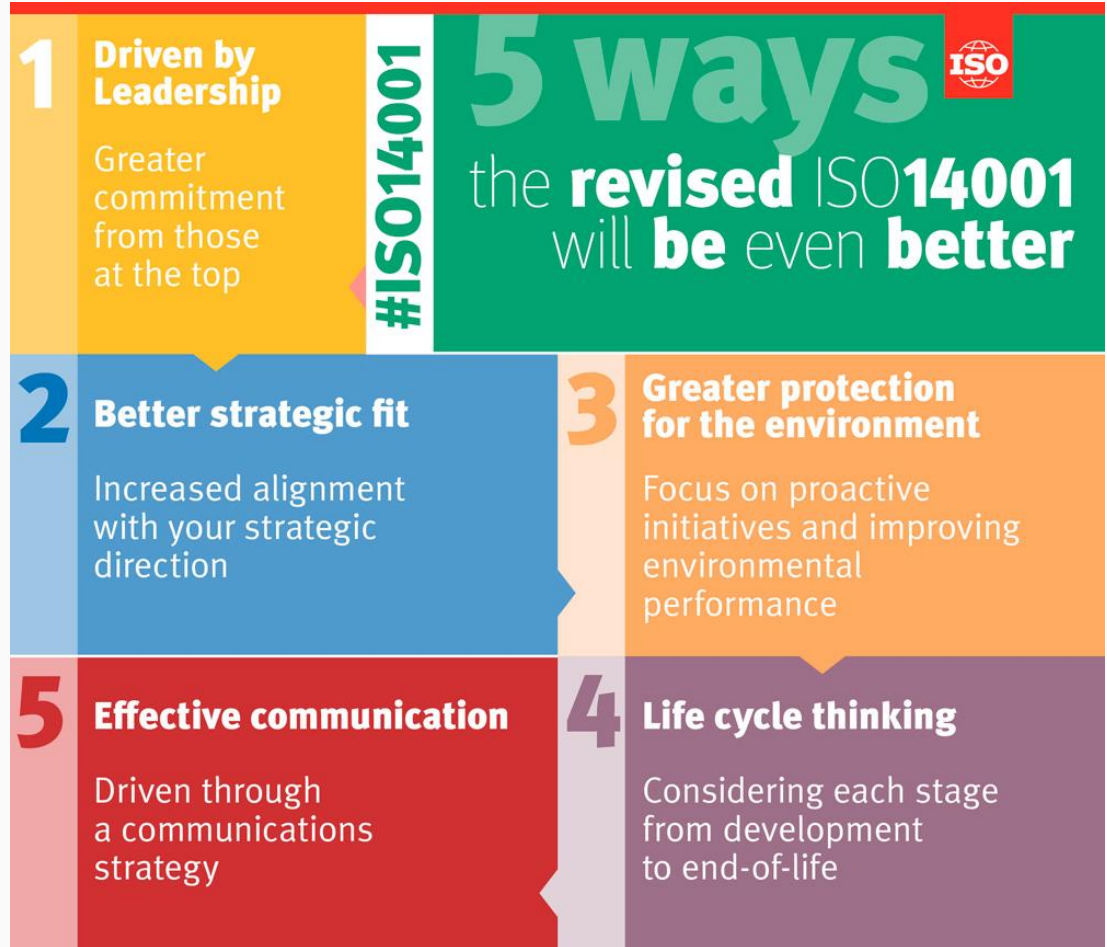 5 ways
ISO
the revised ISO14001
will be even better
#ISO14001
1
Driven by
Leadership
Greater
commitment
from those
at the top
2
Better strategic fit
Increased alignment
with your strategic
direction
3
Greater protection
for the environment
Focus on proactive
initiatives and improving
environmental
performance
4
Life cycle thinking
Considering each stage
from development
to end-of-life
5
Effective communication
Driven through
a communications
strategy